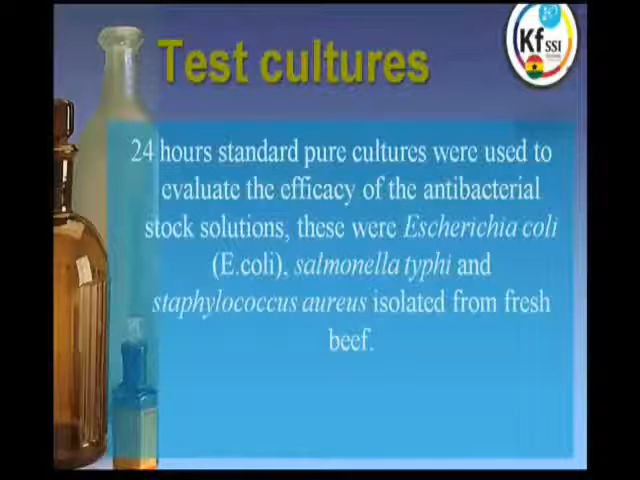 Kf SSI
Test cultures
24 hours standard pure cultures were used to
evaluate the efficacy of the antibacterial
stock solutions, these were Escherichia coli
(E.coli), salmonella typhi and
staphylococcus aureus isolated from fresh
beef.